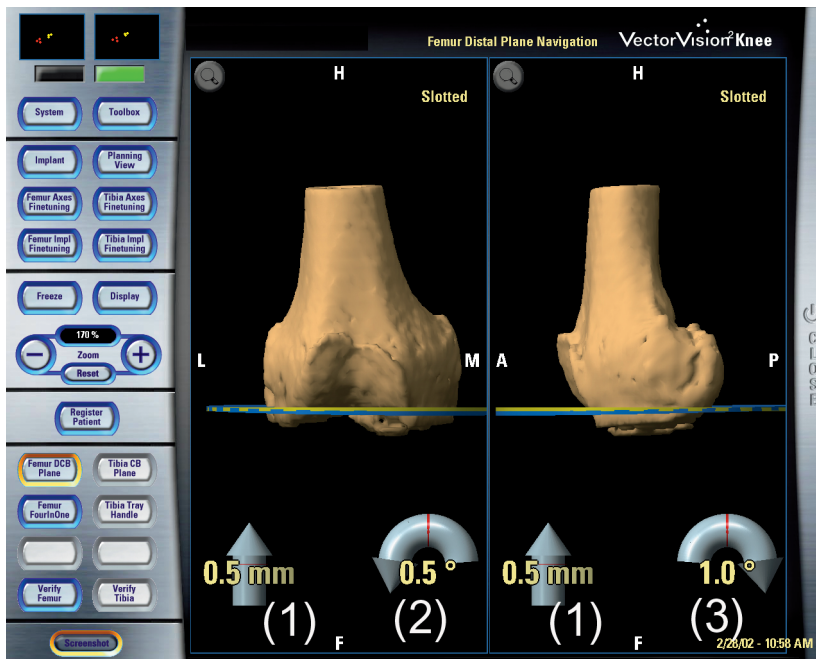 Femur Distal Plane Navigation
VectorVision² Knee
System
Toolbox
Implant
Planning
View
Femur Axes
Finetuning
Tibia Axes
Finetuning
Femur Impl
Finetuning
Tibia Impl
Finetuning
Freeze
Display
170 %
Zoom
Reset
Register
Patient
Femur DCB
Plane
Tibia CB
Plane
Femur
FourInOne
Tibia Tray
Handle
Verify
Femur
Verify
Tibia
Screenshot
H
Slotted
L
M
0.5 mm
0.5 °
(1)
(2)
F
H
Slotted
A
P
0.5 mm
1.0 °
(1)
(3)
F
2/28/02 - 10:58 AM
CLOSE